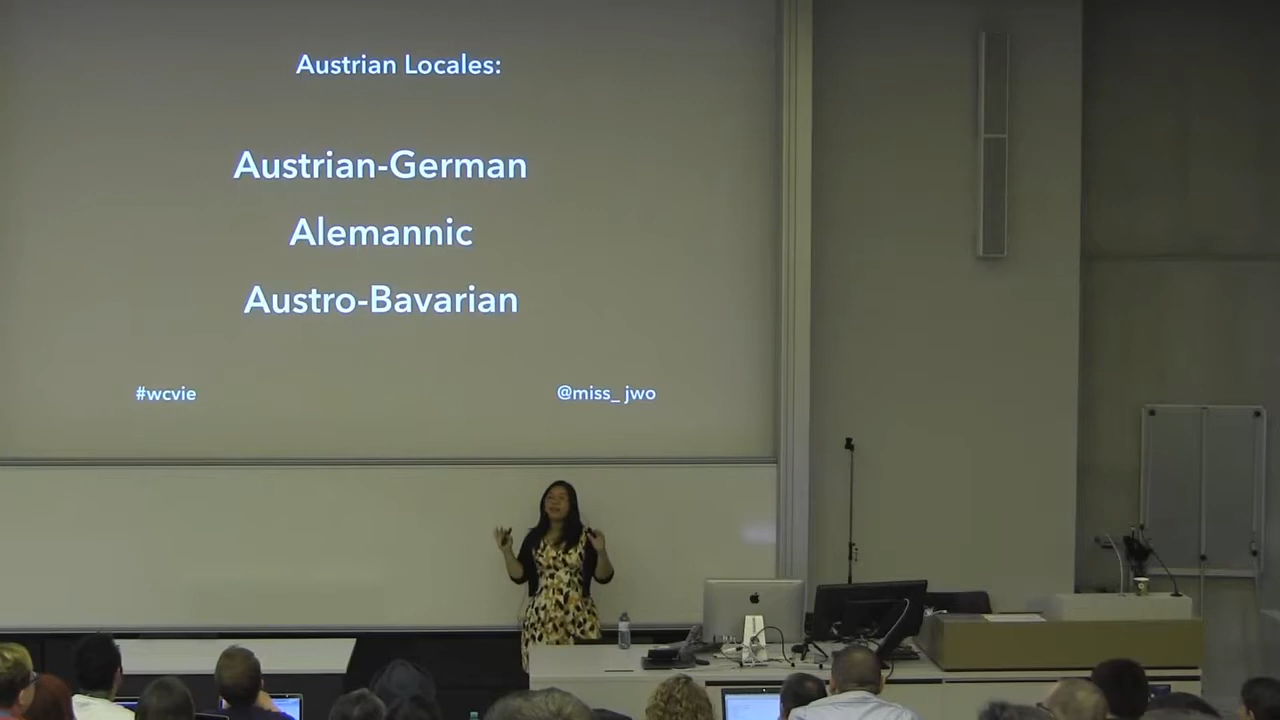 Austrian Locales:
Austrian-German
Alemannic
Austro-Bavarian
#wcvie
@miss_ jwo